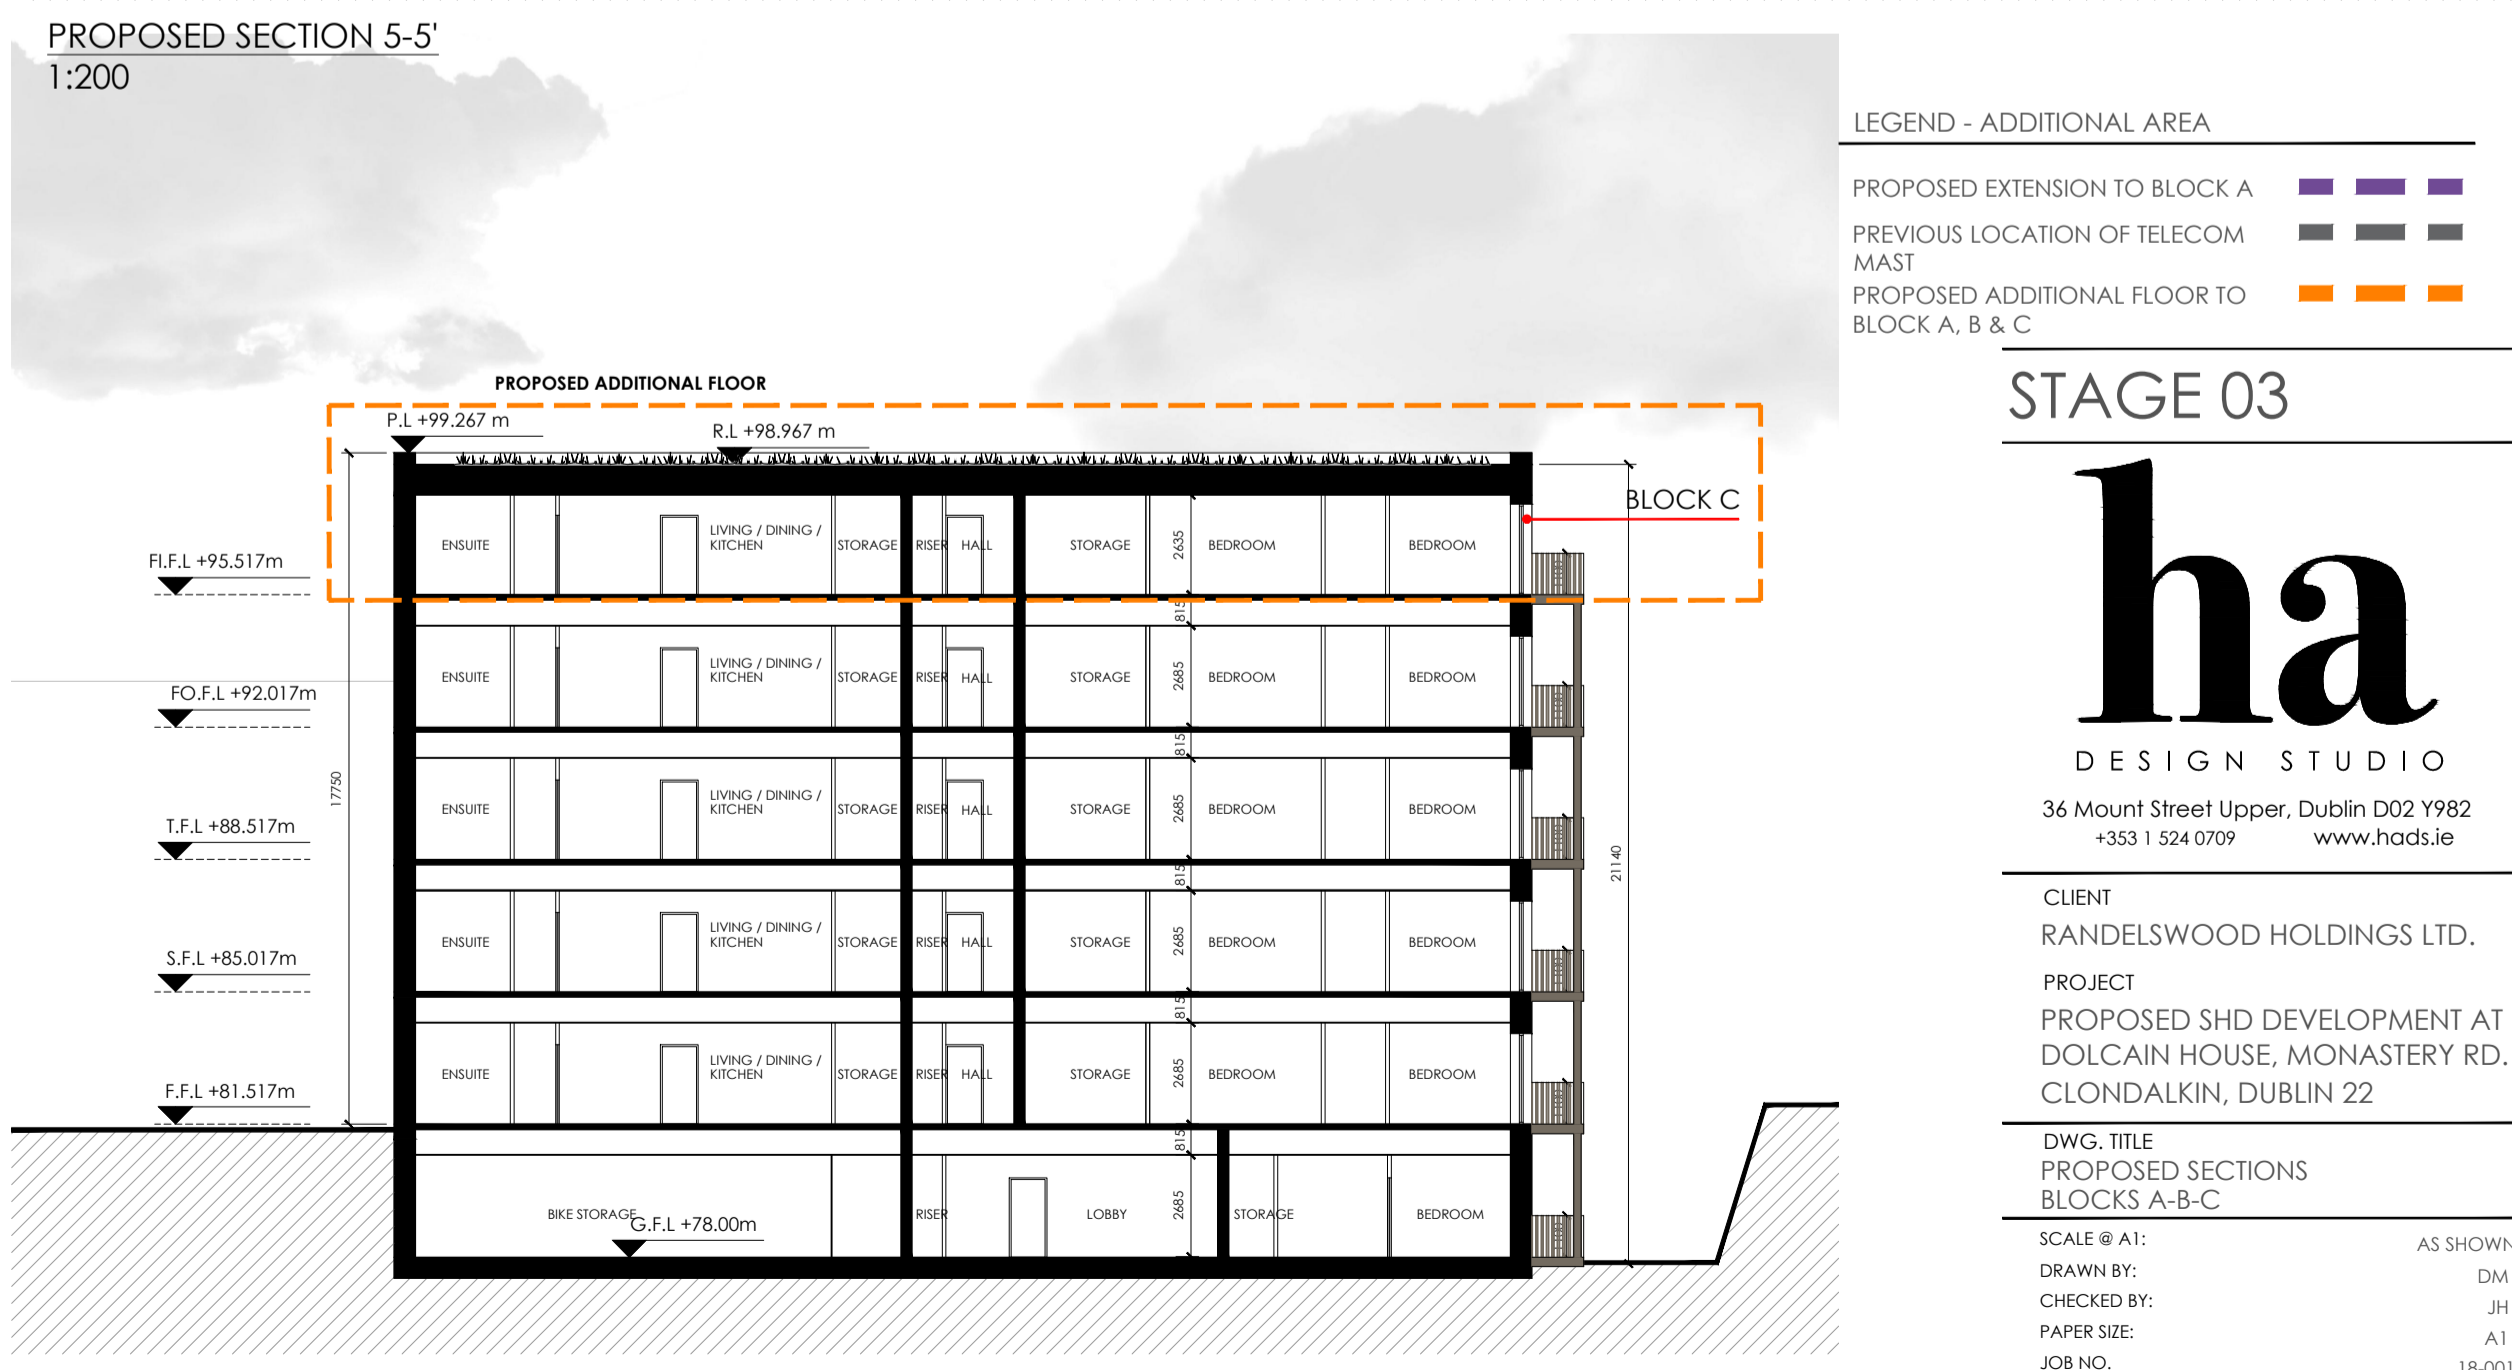 PROPOSED SECTION 5-5'
1:200
LEGEND - ADDITIONAL AREA
PROPOSED EXTENSION TO BLOCK A
PREVIOUS LOCATION OF TELECOM
MAST
PROPOSED ADDITIONAL FLOOR TO
BLOCK A, B & C
STAGE 03
ha
DESIGN STUDIO
36 Mount Street Upper, Dublin D02 Y982
+353 1 524 0709 www.hads.ie
CLIENT
RANDELSWOOD HOLDINGS LTD.
PROJECT
PROPOSED SHD DEVELOPMENT AT
DOLCAIN HOUSE, MONASTERY RD.
CLONDALKIN, DUBLIN 22
DWG. TITLE
PROPOSED SECTIONS
BLOCKS A-B-C
SCALE @ A1: AS SHOWN
DRAWN BY: DM
CHECKED BY: JH
PAPER SIZE: A1
JOB NO. 18-001
PROPOSED ADDITIONAL FLOOR
P.L +99.267 m
R.L +98.967 m
BLOCK C
ENSUITE LIVING / DINING / KITCHEN STORAGE RISER HALL STORAGE 2635 BEDROOM BEDROOM
FI.F.L +95.517m
815
ENSUITE LIVING / DINING / KITCHEN STORAGE RISER HALL STORAGE 2685 BEDROOM BEDROOM
FO.F.L +92.017m
815
17750
ENSUITE LIVING / DINING / KITCHEN STORAGE RISER HALL STORAGE 2685 BEDROOM BEDROOM
T.F.L +88.517m
815
21140
ENSUITE LIVING / DINING / KITCHEN STORAGE RISER HALL STORAGE 2685 BEDROOM BEDROOM
S.F.L +85.017m
815
ENSUITE LIVING / DINING / KITCHEN STORAGE RISER HALL STORAGE 2685 BEDROOM BEDROOM
F.F.L +81.517m
815
BIKE STORAGE RISER LOBBY 2685 STORAGE BEDROOM
G.F.L +78.00m